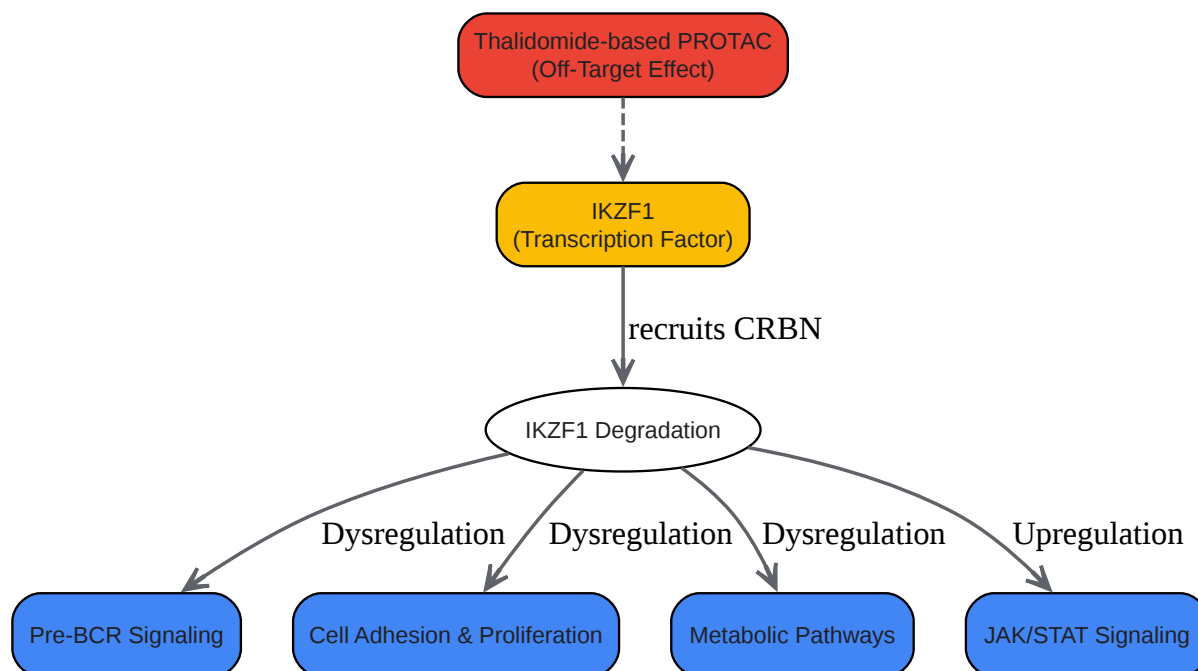 Thalidomide-based PROTAC
(Off-Target Effect)
IKZF1
(Transcription Factor)
recruits CRBN
IKZF1 Degradation
Dysregulation
Dysregulation
Dysregulation
Upregulation
Pre-BCR Signaling
Cell Adhesion & Proliferation
Metabolic Pathways
JAK/STAT Signaling